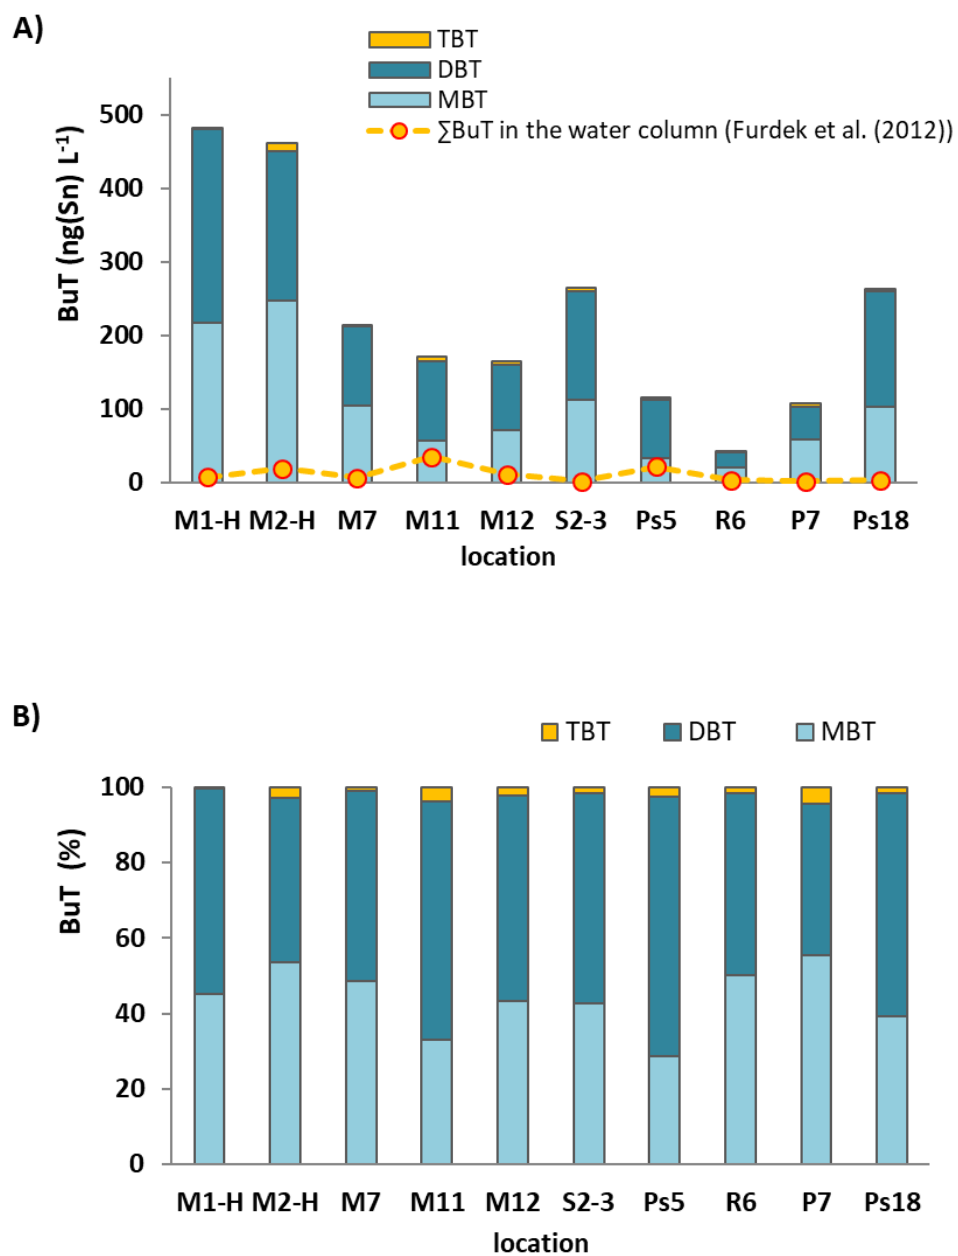 A)
TBT
DBT
MBT
∑BuT in the water column (Furdek et al. (2012))
BuT (ng(Sn) L⁻¹)
500
400
300
200
100
0
M1-H M2-H M7 M11 M12 S2-3 Ps5 R6 P7 Ps18
location
B)
TBT DBT MBT
BuT (%)
100
80
60
40
20
0
M1-H M2-H M7 M11 M12 S2-3 Ps5 R6 P7 Ps18
location